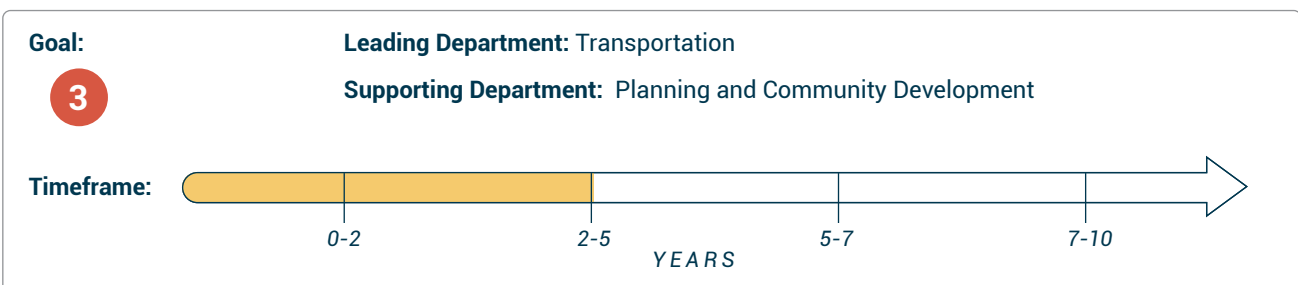 Goal:
Leading Department: Transportation
3
Supporting Department: Planning and Community Development
Timeframe:
0-2
2-5
5-7
7-10
YEARS